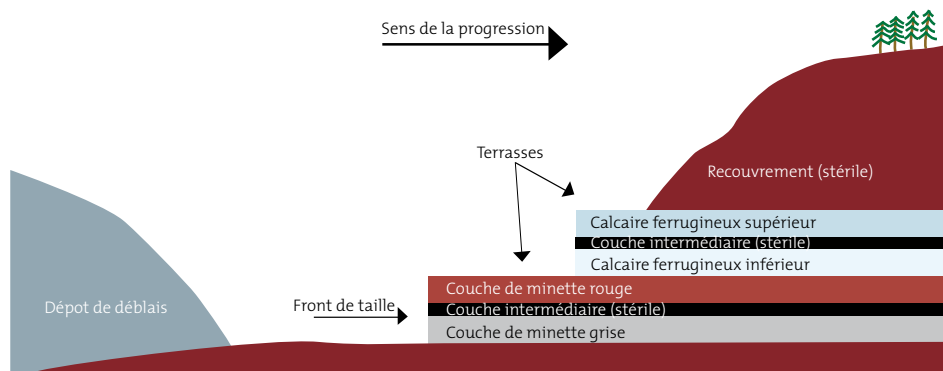 Sens de la progression
Terrasses
Recouvrement (stérile)
Calcaire ferrugineux supérieur
Couche intermédiaire (stérile)
Calcaire ferrugineux inférieur
Couche de minette rouge
Dépot de déblais
Front de taille
Couche intermédiaire (stérile)
Couche de minette grise